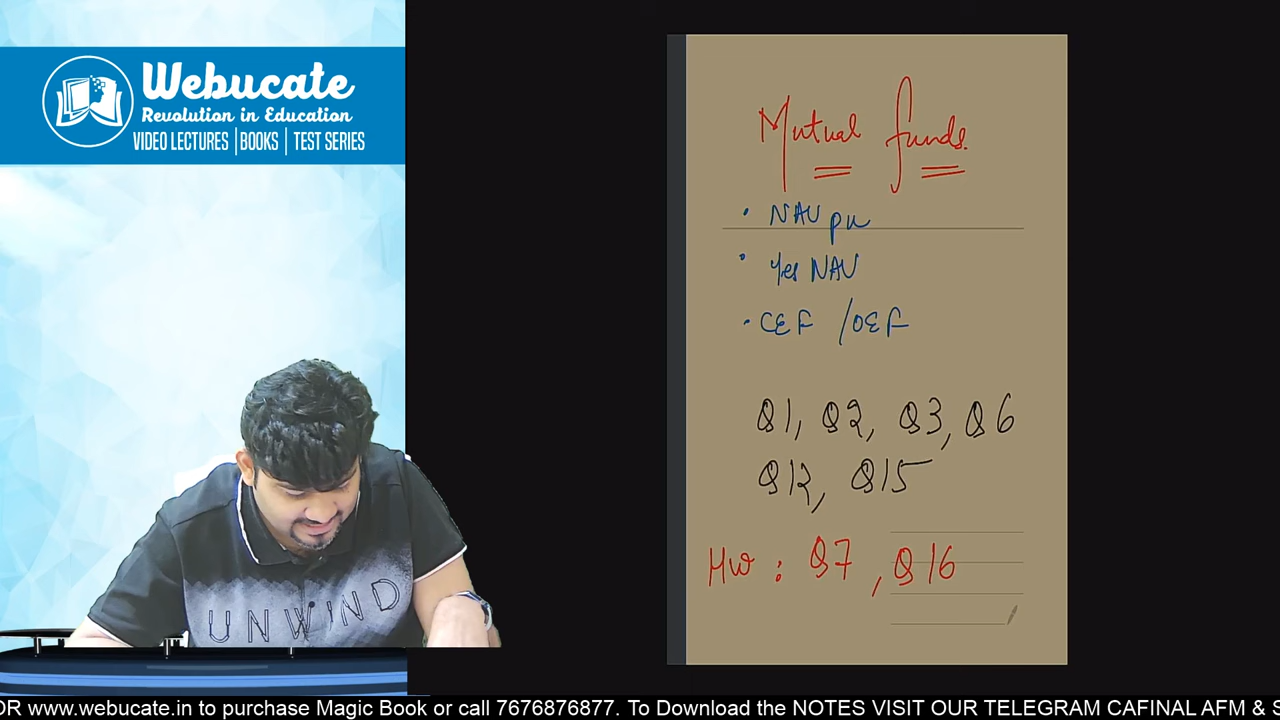 Webucate
Revolution in Education
VIDEO LECTURES | BOOKS | TEST SERIES
Mutual Funds.
• NAV pu
• Yes NAV
• CEF / OEF
Q1, Q2, Q3, Q6
Q12, Q15
HW : Q7, Q16
UNWIND
OR www.webucate.in to purchase Magic Book or call 7676876877. To Download the NOTES VISIT OUR TELEGRAM CAFINAL AFM & S